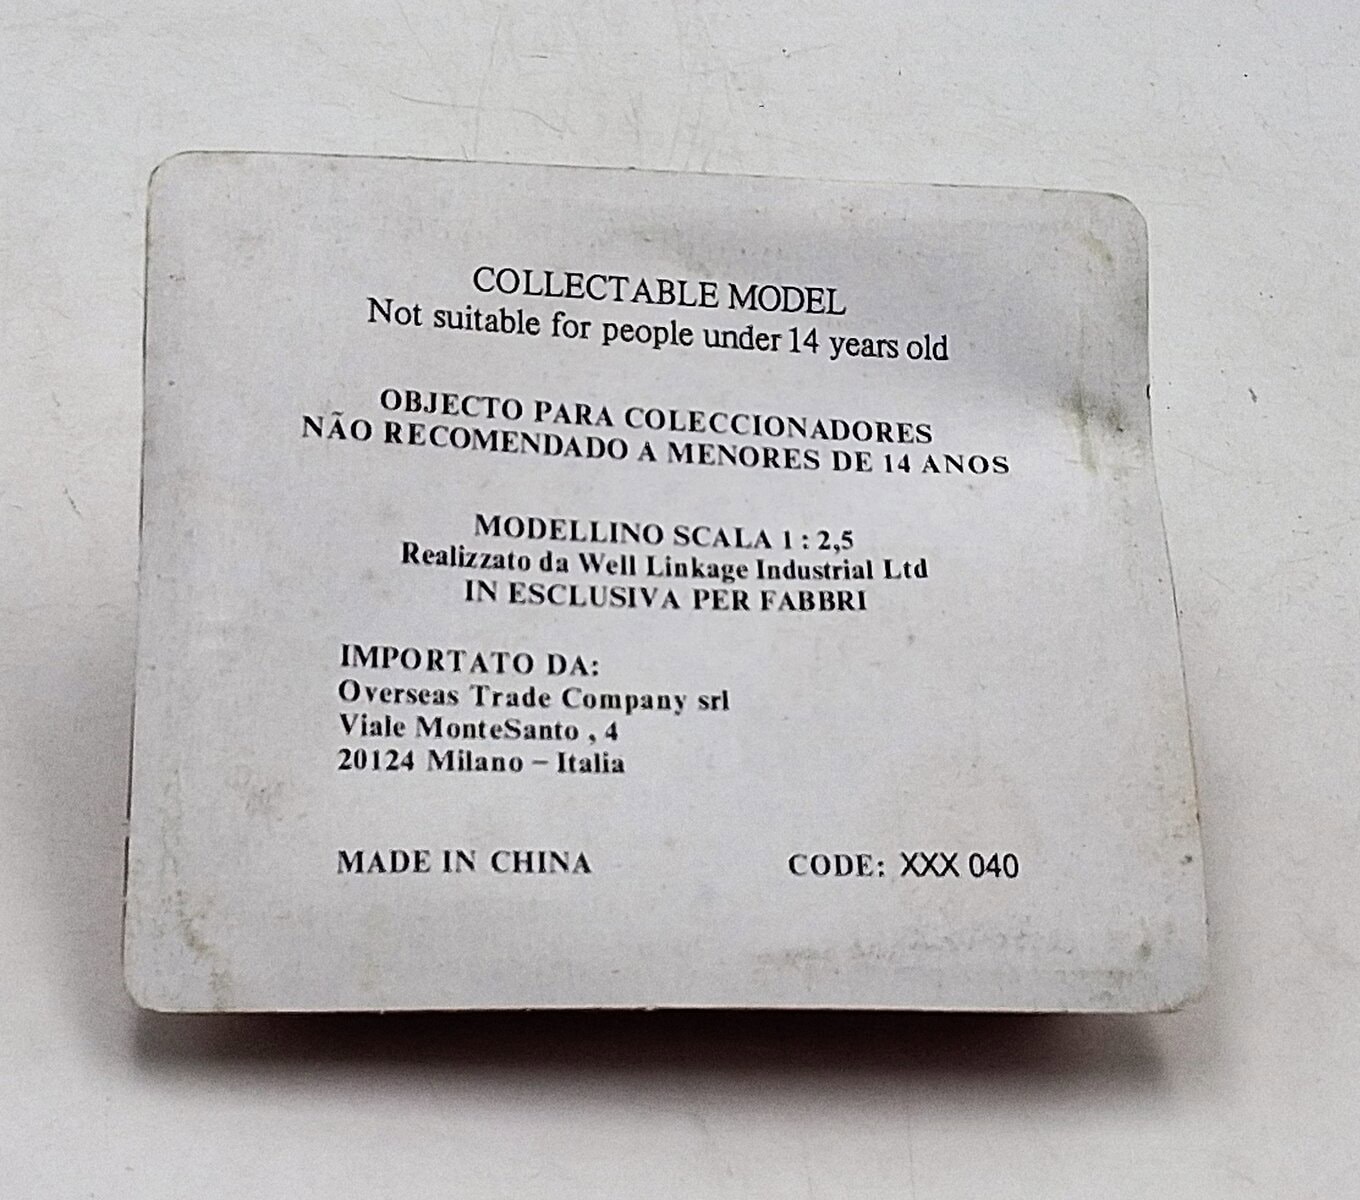 COLLECTABLE MODEL
Not suitable for people under 14 years old
OBJECTO PARA COLECCIONADORES
NÃO RECOMENDADO A MENORES DE 14 ANOS
MODELLINO SCALA 1 : 2,5
Realizzato da Well Linkage Industrial Ltd
IN ESCLUSIVA PER FABBRI
IMPORTATO DA:
Overseas Trade Company srl
Viale MonteSanto , 4
20124 Milano – Italia
MADE IN CHINA CODE: XXX 040